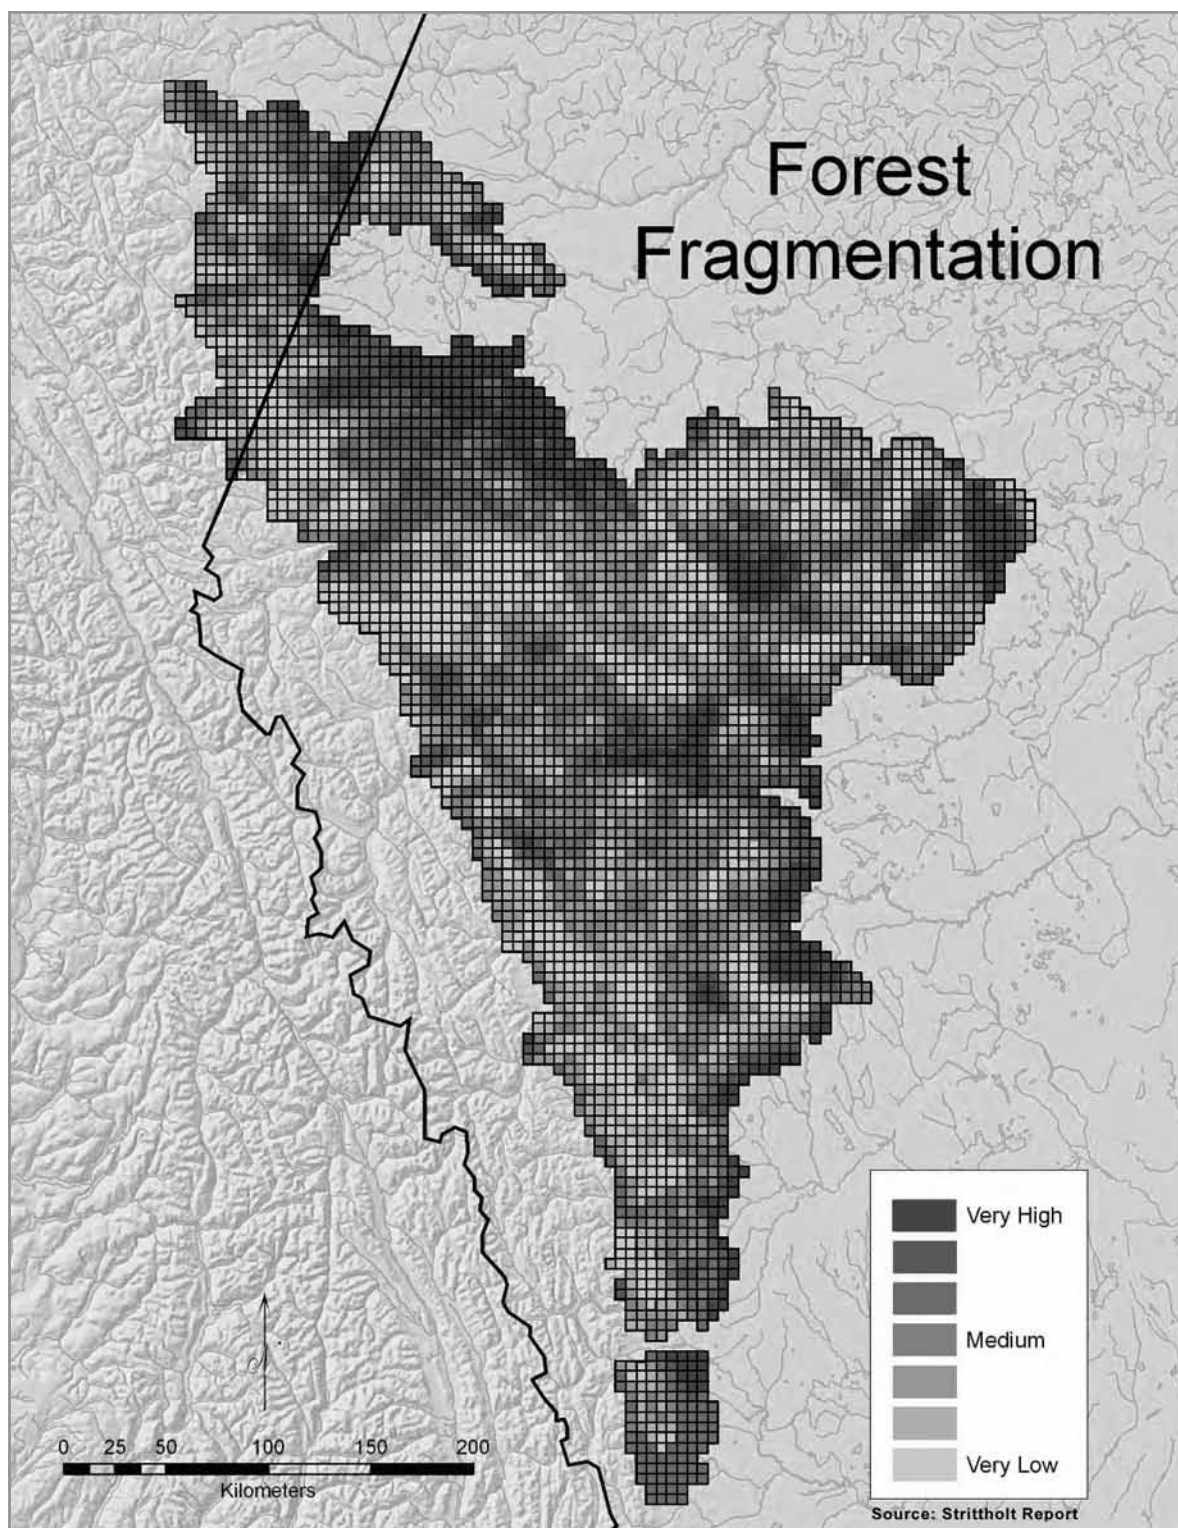 Forest
Fragmentation
Very High
Medium
Very Low
0 25 50 100 150 200
Kilometers
Source: Strittholt Report